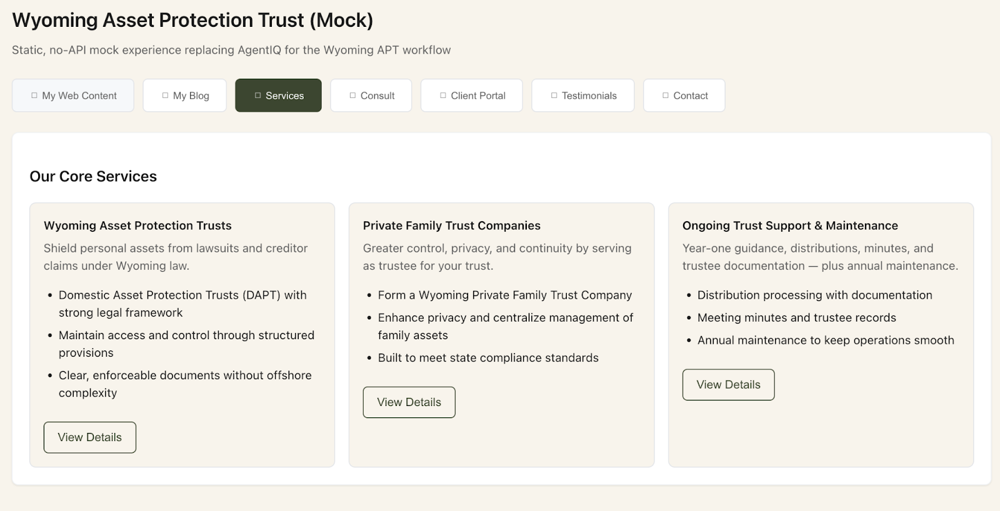 Wyoming Asset Protection Trust (Mock)
Static, no-API mock experience replacing AgentIQ for the Wyoming APT workflow
My Web Content
My Blog
Services
Consult
Client Portal
Testimonials
Contact
Our Core Services
Wyoming Asset Protection Trusts
Shield personal assets from lawsuits and creditor
claims under Wyoming law.
• Domestic Asset Protection Trusts (DAPT) with
strong legal framework
• Maintain access and control through structured
provisions
• Clear, enforceable documents without offshore
complexity
View Details
Private Family Trust Companies
Greater control, privacy, and continuity by serving
as trustee for your trust.
• Form a Wyoming Private Family Trust Company
• Enhance privacy and centralize management of
family assets
• Built to meet state compliance standards
View Details
Ongoing Trust Support & Maintenance
Year-one guidance, distributions, minutes, and
trustee documentation — plus annual maintenance.
• Distribution processing with documentation
• Meeting minutes and trustee records
• Annual maintenance to keep operations smooth
View Details